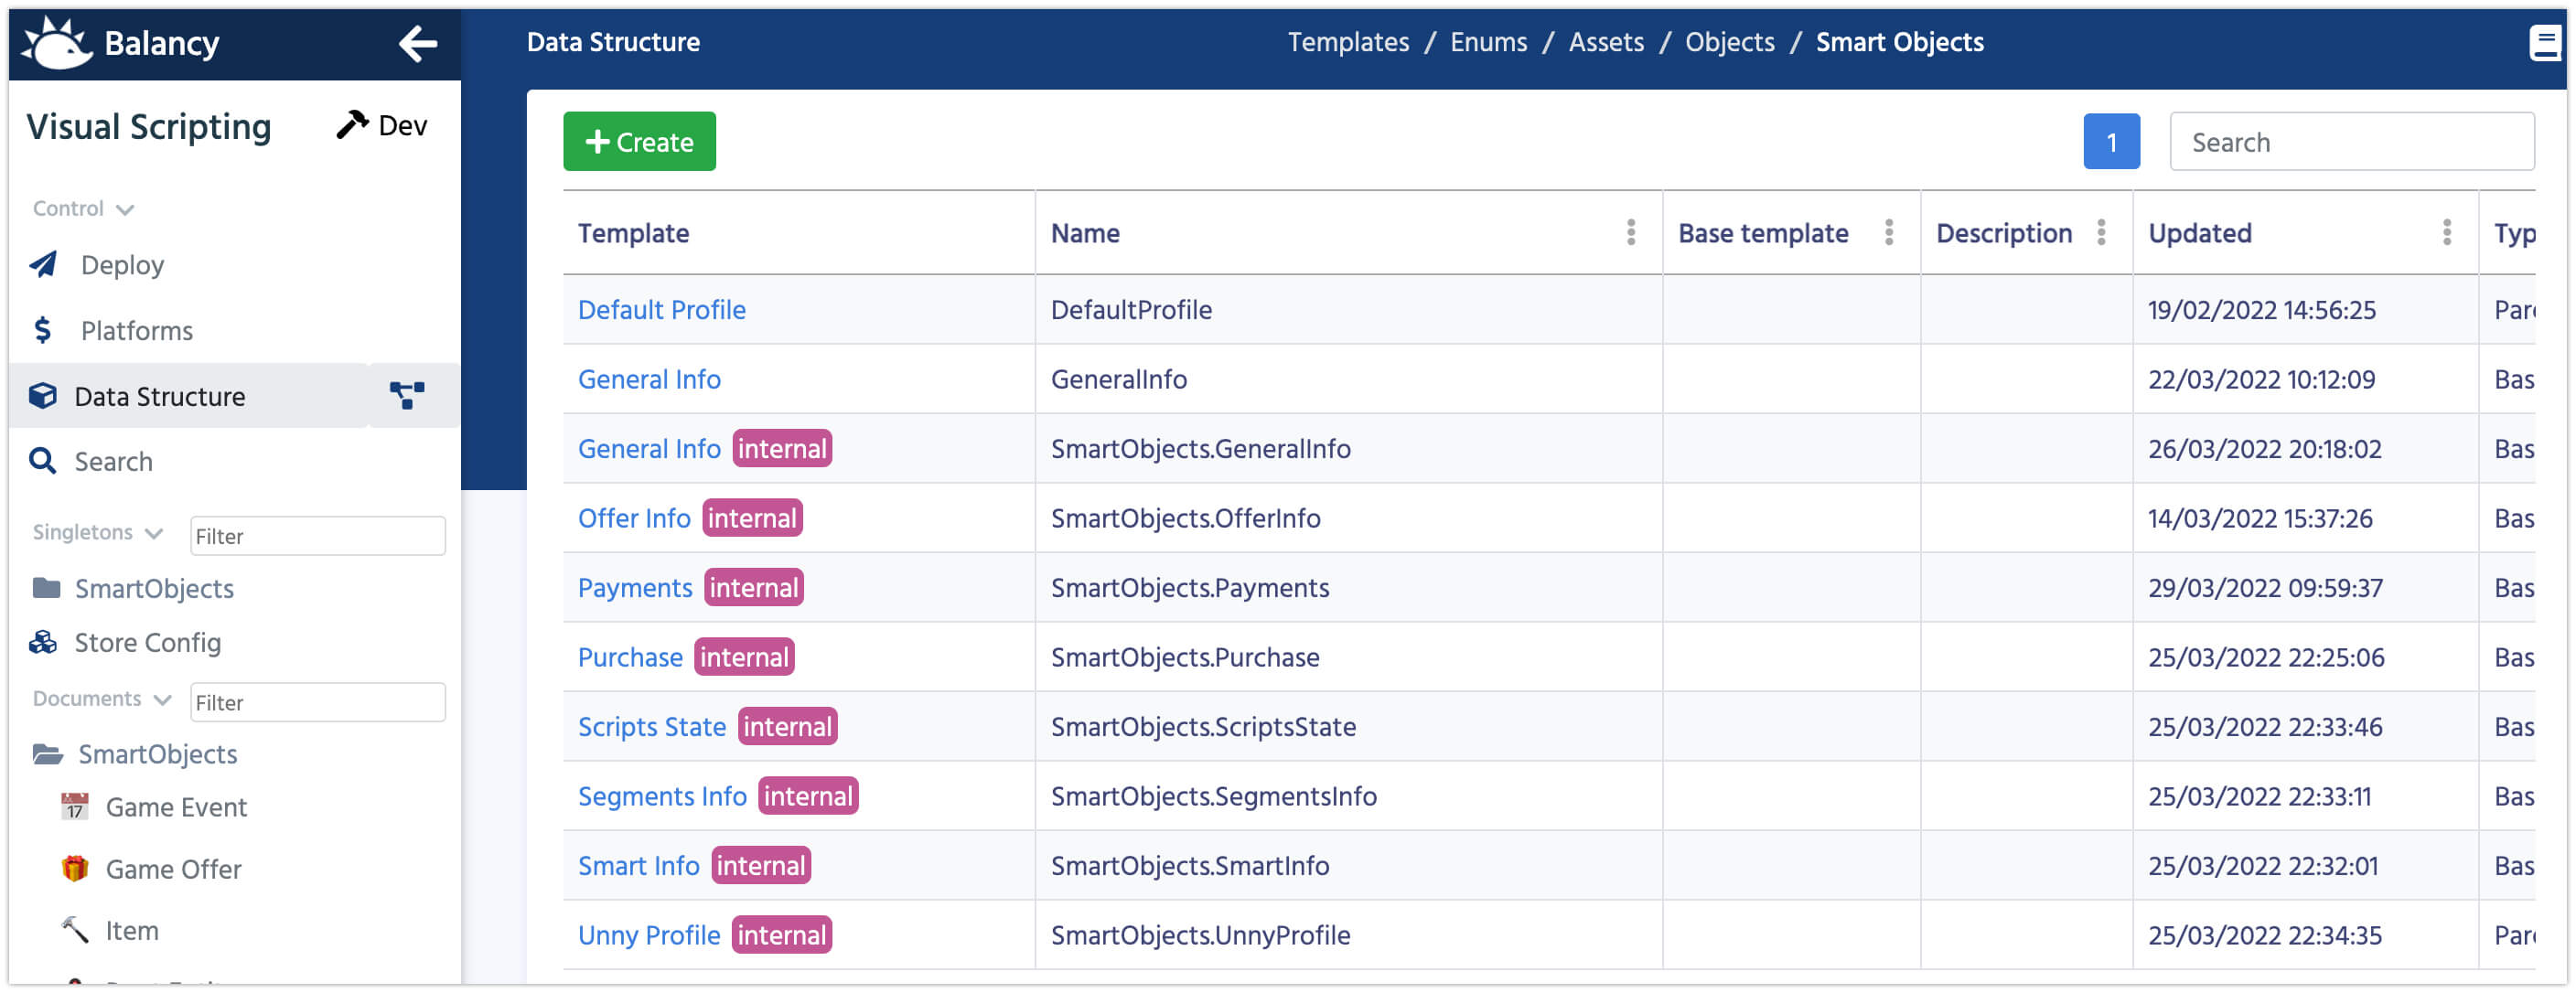 Balancy
Visual Scripting
Dev
Control
Deploy
Platforms
Data Structure
Search
Singletons
Filter
SmartObjects
Store Config
Documents
Filter
SmartObjects
17
Game Event
Game Offer
Item
Data Structure
Templates / Enums / Assets / Objects / Smart Objects
+ Create
1
Search
Template Name Base template Description Updated Typ
Default Profile DefaultProfile 19/02/2022 14:56:25 Par
General Info GeneralInfo 22/03/2022 10:12:09 Bas
General Info internal SmartObjects.GeneralInfo 26/03/2022 20:18:02 Bas
Offer Info internal SmartObjects.OfferInfo 14/03/2022 15:37:26 Bas
Payments internal SmartObjects.Payments 29/03/2022 09:59:37 Bas
Purchase internal SmartObjects.Purchase 25/03/2022 22:25:06 Bas
Scripts State internal SmartObjects.ScriptsState 25/03/2022 22:33:46 Bas
Segments Info internal SmartObjects.SegmentsInfo 25/03/2022 22:33:11 Bas
Smart Info internal SmartObjects.SmartInfo 25/03/2022 22:32:01 Bas
Unny Profile internal SmartObjects.UnnyProfile 25/03/2022 22:34:35 Par